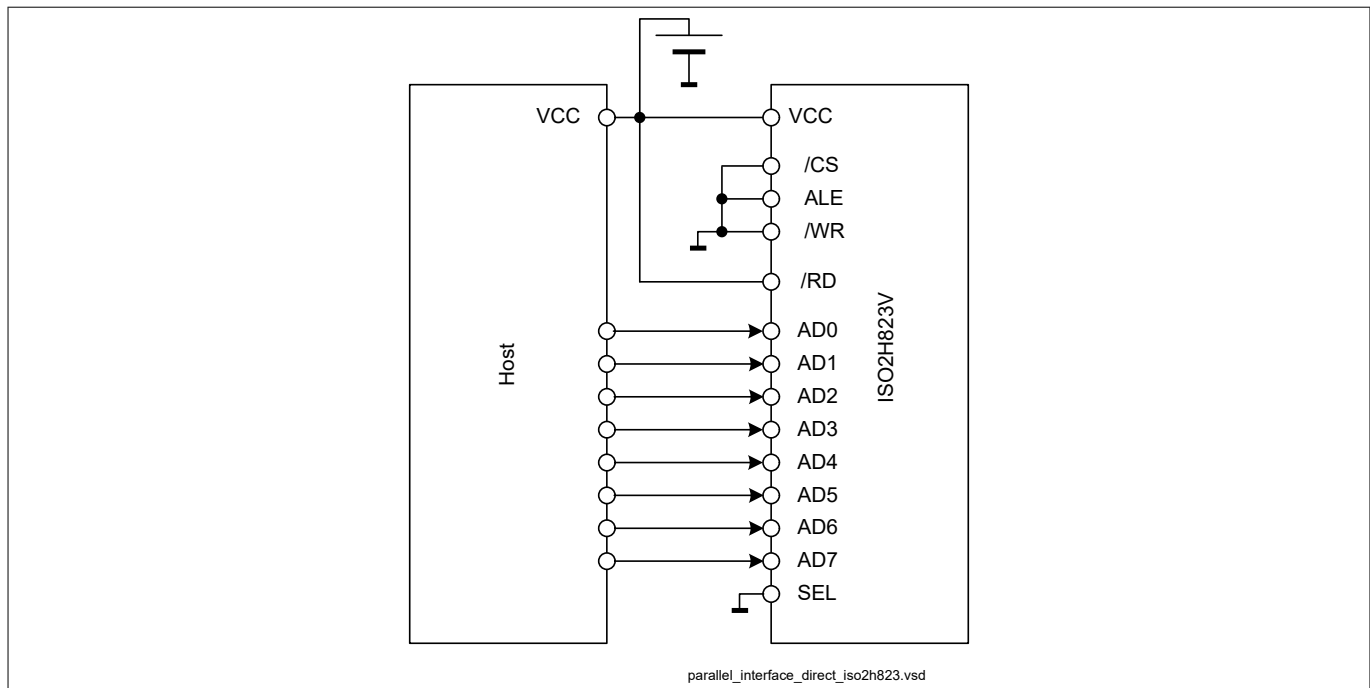 VCC
VCC
/CS
ALE
/WR
/RD
Host
ISO2H823V
AD0
AD1
AD2
AD3
AD4
AD5
AD6
AD7
SEL
parallel_interface_direct_iso2h823.vsd